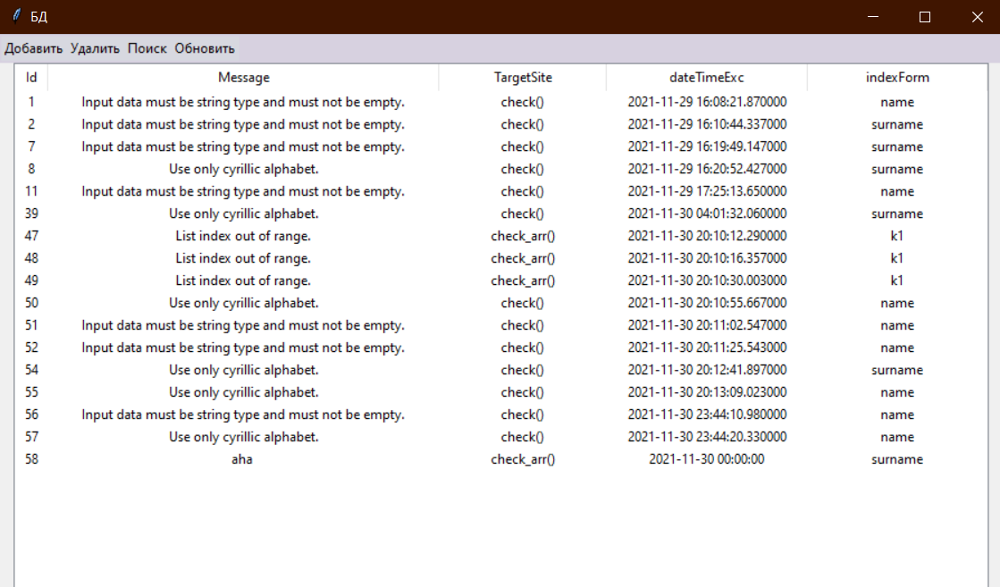 БД
Добавить Удалить Поиск Обновить
Id Message TargetSite dateTimeExc indexForm
1 Input data must be string type and must not be empty. check() 2021-11-29 16:08:21.870000 name
2 Input data must be string type and must not be empty. check() 2021-11-29 16:10:44.337000 surname
7 Input data must be string type and must not be empty. check() 2021-11-29 16:19:49.147000 surname
8 Use only cyrillic alphabet. check() 2021-11-29 16:20:52.427000 surname
11 Input data must be string type and must not be empty. check() 2021-11-29 17:25:13.650000 name
39 Use only cyrillic alphabet. check() 2021-11-30 04:01:32.060000 surname
47 List index out of range. check_arr() 2021-11-30 20:10:12.290000 k1
48 List index out of range. check_arr() 2021-11-30 20:10:16.357000 k1
49 List index out of range. check_arr() 2021-11-30 20:10:30.003000 k1
50 Use only cyrillic alphabet. check() 2021-11-30 20:10:55.667000 name
51 Input data must be string type and must not be empty. check() 2021-11-30 20:11:02.547000 name
52 Input data must be string type and must not be empty. check() 2021-11-30 20:11:25.543000 name
54 Use only cyrillic alphabet. check() 2021-11-30 20:12:41.897000 surname
55 Use only cyrillic alphabet. check() 2021-11-30 20:13:09.023000 name
56 Input data must be string type and must not be empty. check() 2021-11-30 23:44:10.980000 name
57 Use only cyrillic alphabet. check() 2021-11-30 23:44:20.330000 name
58 aha check_arr() 2021-11-30 00:00:00 surname